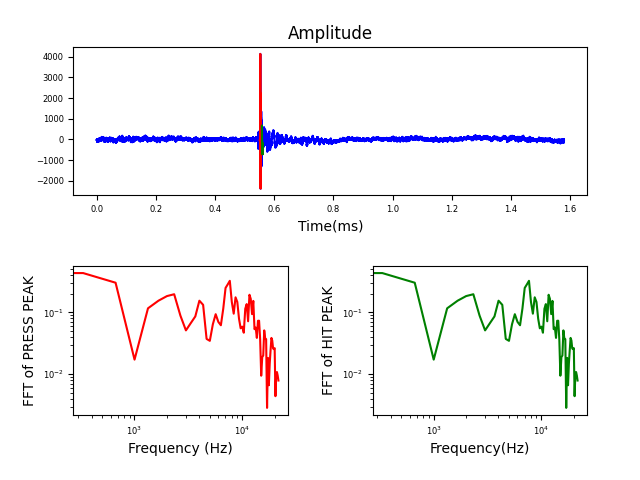 Amplitude
4000
3000
2000
1000
0
−1000
−2000
0.0 0.2 0.4 0.6 0.8 1.0 1.2 1.4 1.6
Time(ms)
FFT of PRESS PEAK
10⁻¹
10⁻²
10³ 10⁴
Frequency (Hz)
FFT of HIT PEAK
10⁻¹
10⁻²
10³ 10⁴
Frequency(Hz)